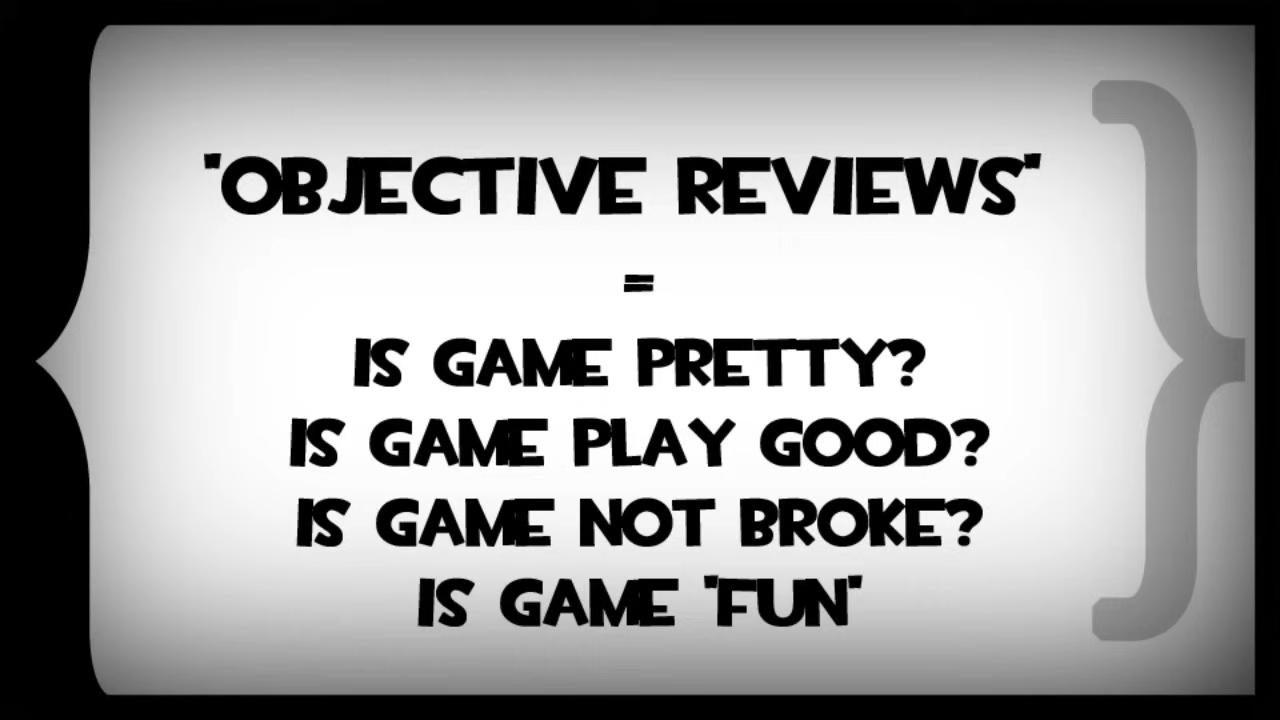 "OBJECTIVE REVIEWS"
=
IS GAME PRETTY?
IS GAME PLAY GOOD?
IS GAME NOT BROKE?
IS GAME "FUN"